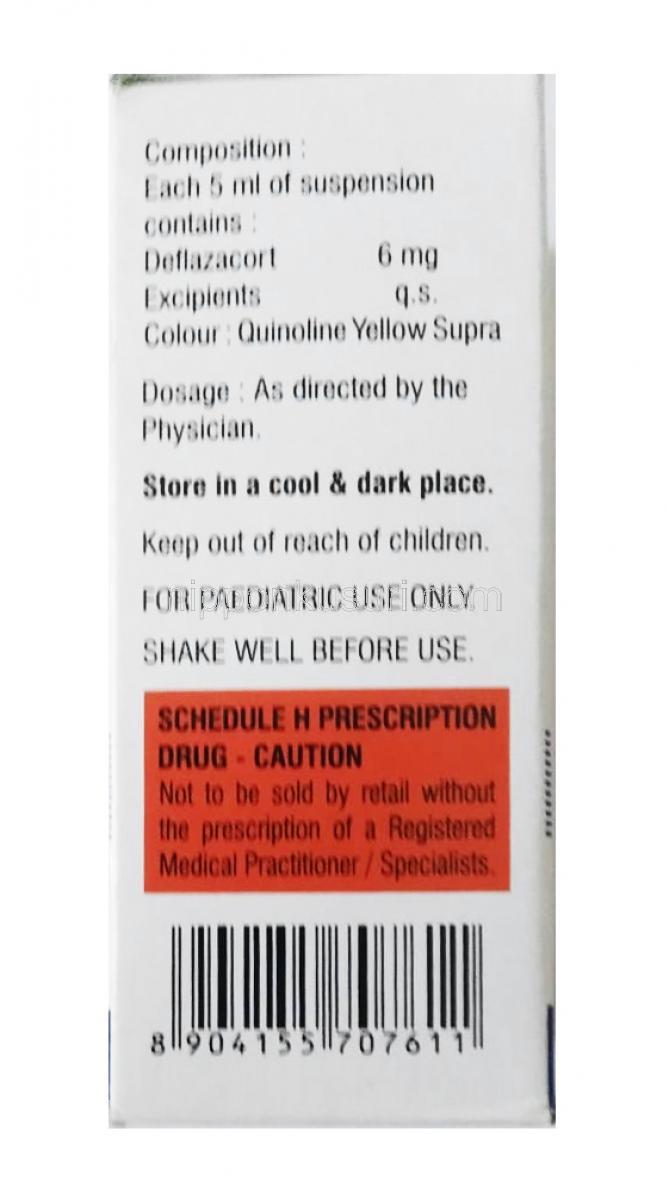 Composition :
Each 5 ml of suspension
contains :
Deflazacort 6 mg
Excipients q.s.
Colour : Quinoline Yellow Supra
Dosage : As directed by the
Physician.
Store in a cool & dark place.
Keep out of reach of children.
FOR PAEDIATRIC USE ONLY.
SHAKE WELL BEFORE USE.
SCHEDULE H PRESCRIPTION
DRUG - CAUTION
Not to be sold by retail without
the prescription of a Registered
Medical Practitioner / Specialists.
8 904155 707611